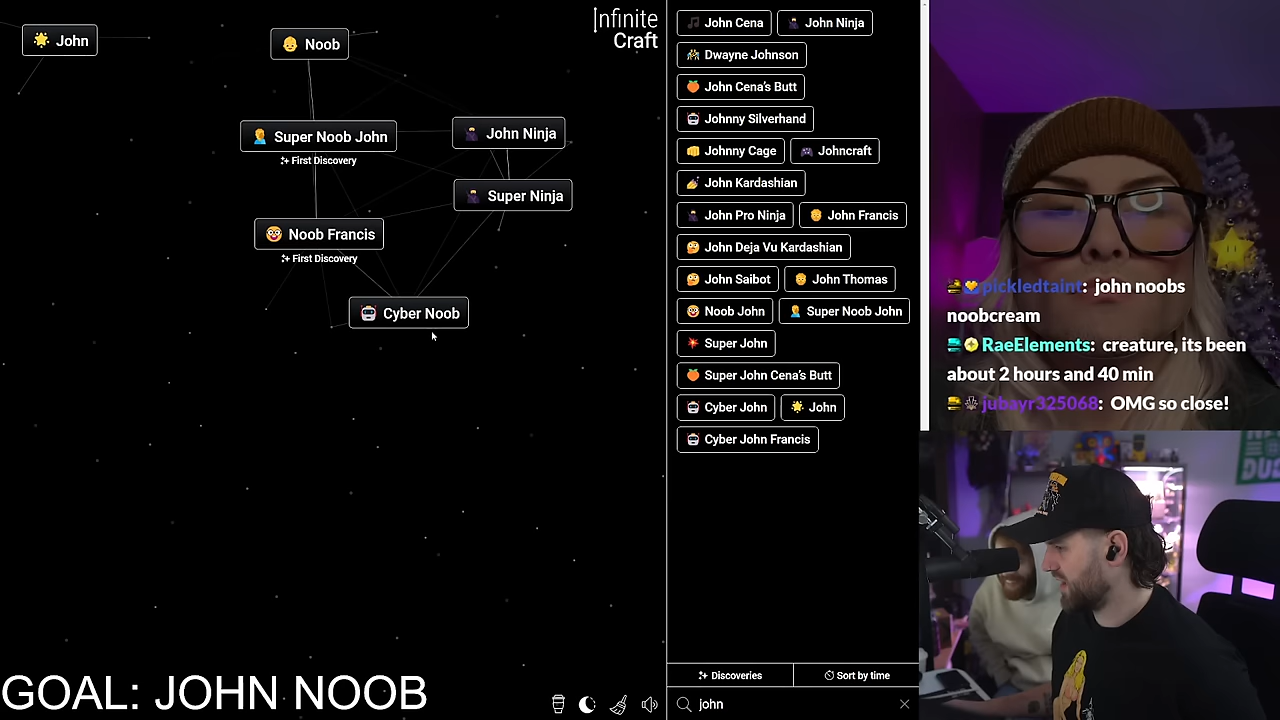 John
Noob
Infinite
Craft
Super Noob John
First Discovery
John Ninja
Super Ninja
Noob Francis
First Discovery
Cyber Noob
GOAL: JOHN NOOB
John Cena
John Ninja
Dwayne Johnson
John Cena's Butt
Johnny Silverhand
Johnny Cage
Johncraft
John Kardashian
John Pro Ninja
John Francis
John Deja Vu Kardashian
John Saibot
John Thomas
Noob John
Super Noob John
Super John
Super John Cena's Butt
Cyber John
John
Cyber John Francis
Discoveries
Sort by time
john
pickledtaint: john noobs
noobcream
RaeElements: creature, its been
about 2 hours and 40 min
jubayr325068: OMG so close!